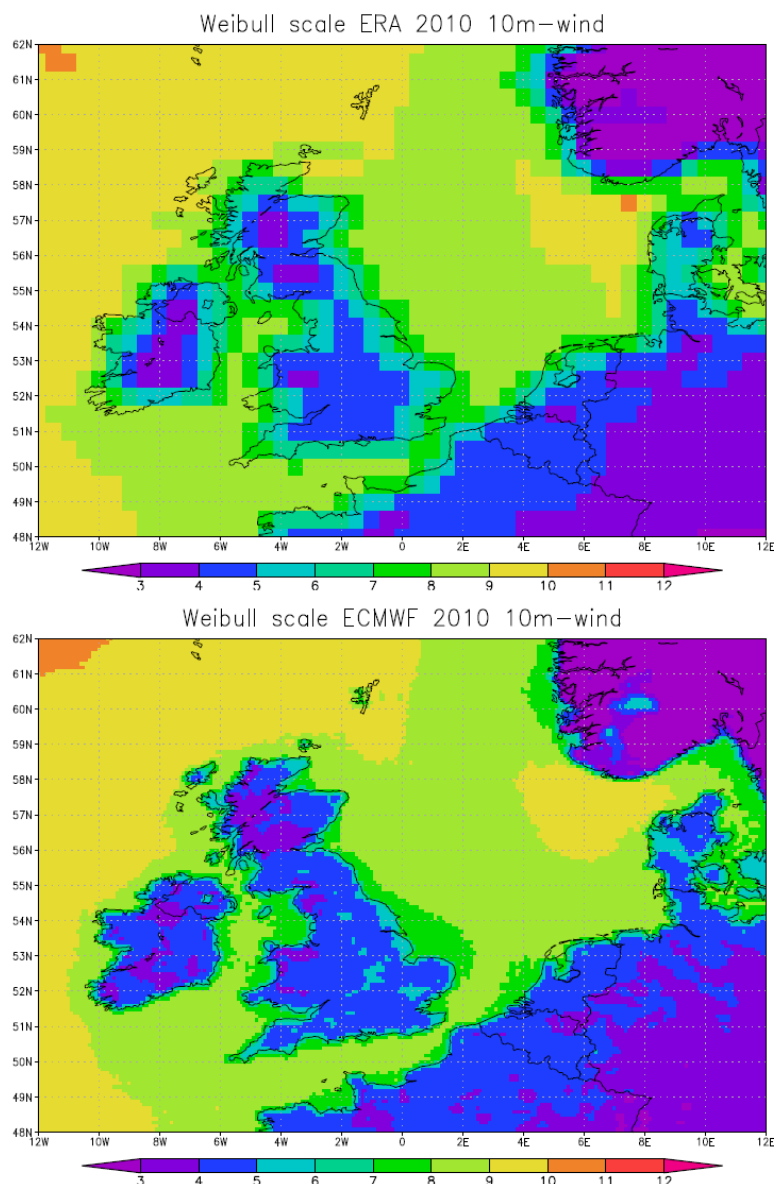 Weibull scale ERA 2010 10m-wind
62N
61N
60N
59N
58N
57N
56N
55N
54N
53N
52N
51N
50N
49N
48N
12W 10W 8W 6W 4W 2W 0 2E 4E 6E 8E 10E 12E
3 4 5 6 7 8 9 10 11 12
Weibull scale ECMWF 2010 10m-wind
62N
61N
60N
59N
58N
57N
56N
55N
54N
53N
52N
51N
50N
49N
48N
12W 10W 8W 6W 4W 2W 0 2E 4E 6E 8E 10E 12E
3 4 5 6 7 8 9 10 11 12